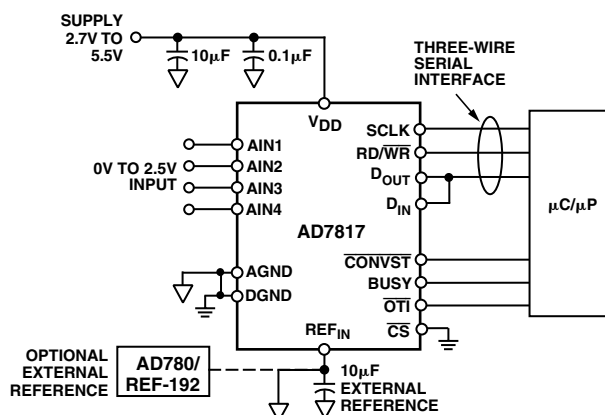 SUPPLY
2.7V TO
5.5V
10μF
0.1μF
THREE-WIRE
SERIAL
INTERFACE
VDD
AIN1
AIN2
AIN3
AIN4
0V TO 2.5V
INPUT
SCLK
RD/WR
DOUT
DIN
AD7817
μC/μP
AGND
DGND
CONVST
BUSY
OTI
CS
REFIN
OPTIONAL
EXTERNAL
REFERENCE
AD780/
REF-192
10μF
EXTERNAL
REFERENCE